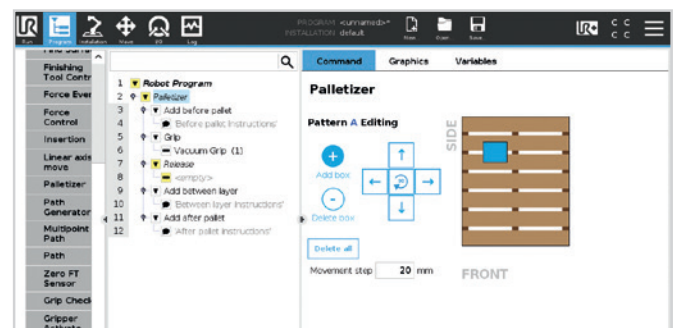 PROGRAM <unnamed>*
INSTALLATION default
Run
Program
Installation
Move
I/O
Log
New
Open
Save
UR+
C C
C C
Finishing
Tool Contr
Force Ever
Force
Control
Insertion
Linear axis
move
Palletizer
Path
Generator
Multipoint
Path
Path
Zero FT
Sensor
Grip Check
Gripper
Activate
1 Robot Program
2 Palletizer
3 Add before pallet
4 'Before pallet Instructions'
5 Grip
6 Vacuum Grip (1)
7 Release
8 <empty>
9 Add between layer
10 'Between layer Instructions'
11 Add after pallet
12 'After pallet Instructions'
Command
Graphics
Variables
Palletizer
Pattern A Editing
Add box
Delete box
Delete all
Movement step 20 mm
SIDE
FRONT